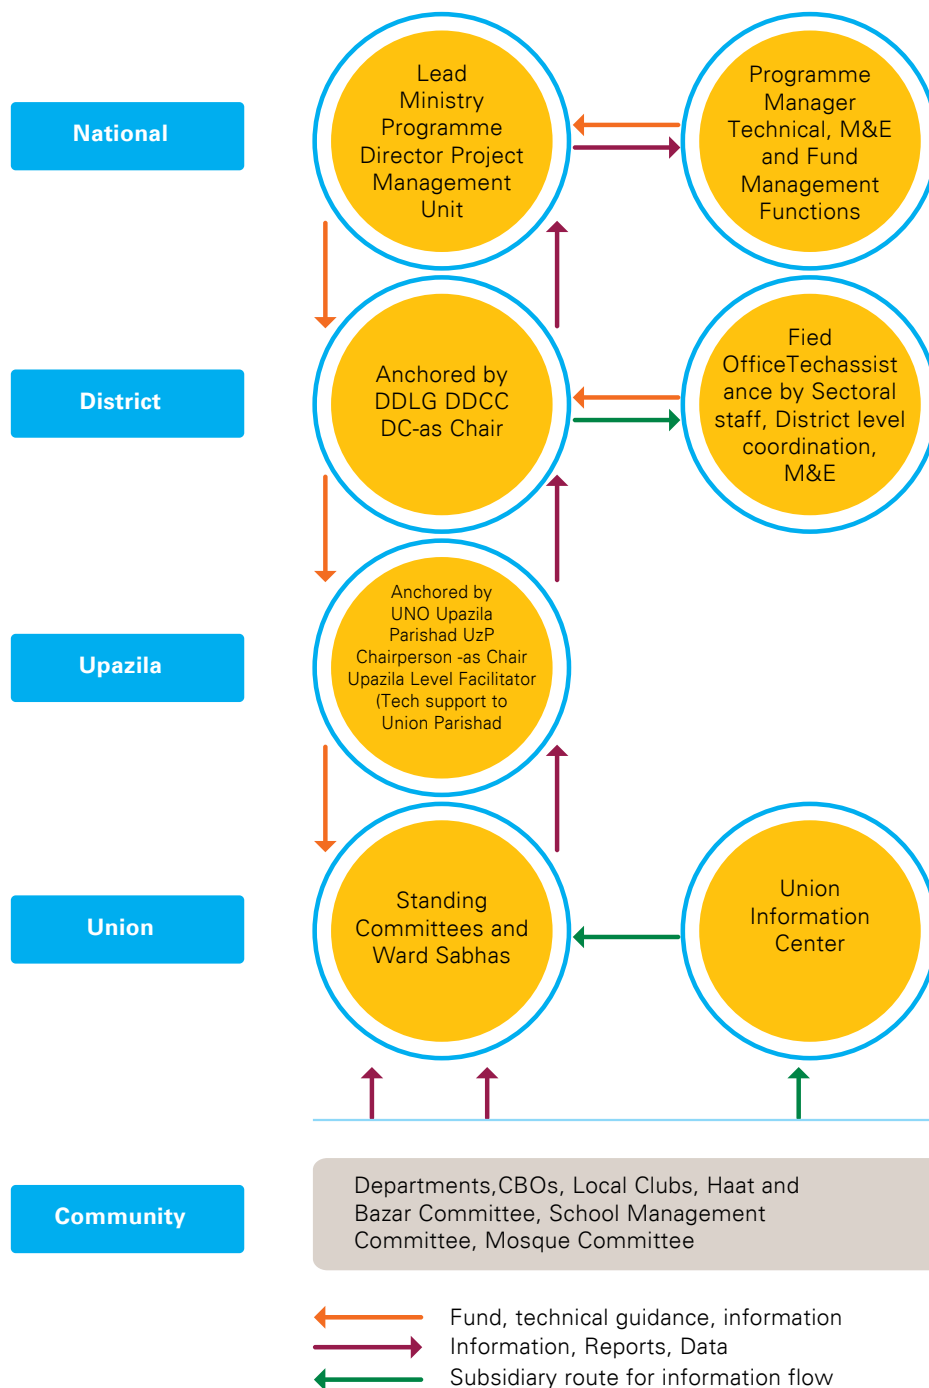 National
Lead
Ministry
Programme
Director Project
Management
Unit
Programme
Manager
Technical, M&E
and Fund
Management
Functions
District
Anchored by
DDLG DDCC
DC-as Chair
Fied
OfficeTechassist
ance by Sectoral
staff, District level
coordination,
M&E
Upazila
Anchored by
UNO Upazila
Parishad UzP
Chairperson -as Chair
Upazila Level Facilitator
(Tech support to
Union Parishad
Union
Standing
Committees and
Ward Sabhas
Union
Information
Center
Community
Departments,CBOs, Local Clubs, Haat and
Bazar Committee, School Management
Committee, Mosque Committee
Fund, technical guidance, information
Information, Reports, Data
Subsidiary route for information flow